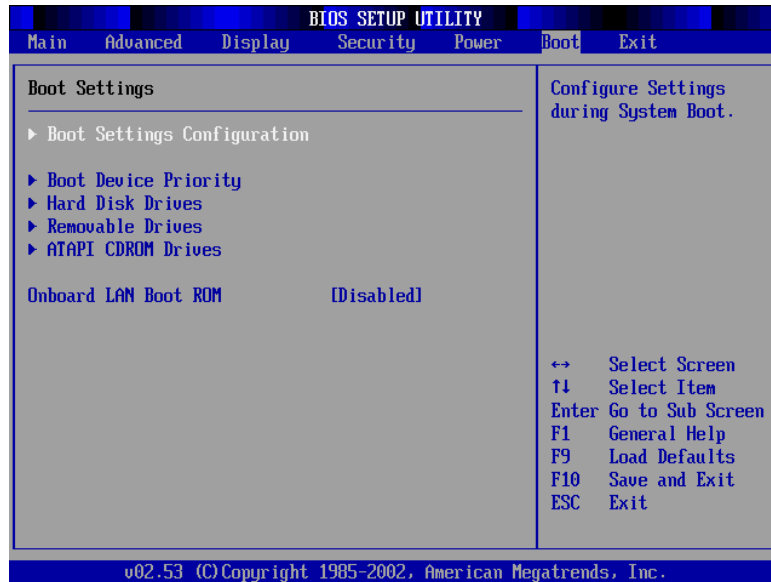 BIOS SETUP UTILITY
Main Advanced Display Security Power Boot Exit
Boot Settings
▶ Boot Settings Configuration
▶ Boot Device Priority
▶ Hard Disk Drives
▶ Removable Drives
▶ ATAPI CDROM Drives
Onboard LAN Boot ROM [Disabled]
Configure Settings
during System Boot.
↔ Select Screen
↑↓ Select Item
Enter Go to Sub Screen
F1 General Help
F9 Load Defaults
F10 Save and Exit
ESC Exit
v02.53 (C)Copyright 1985-2002, American Megatrends, Inc.